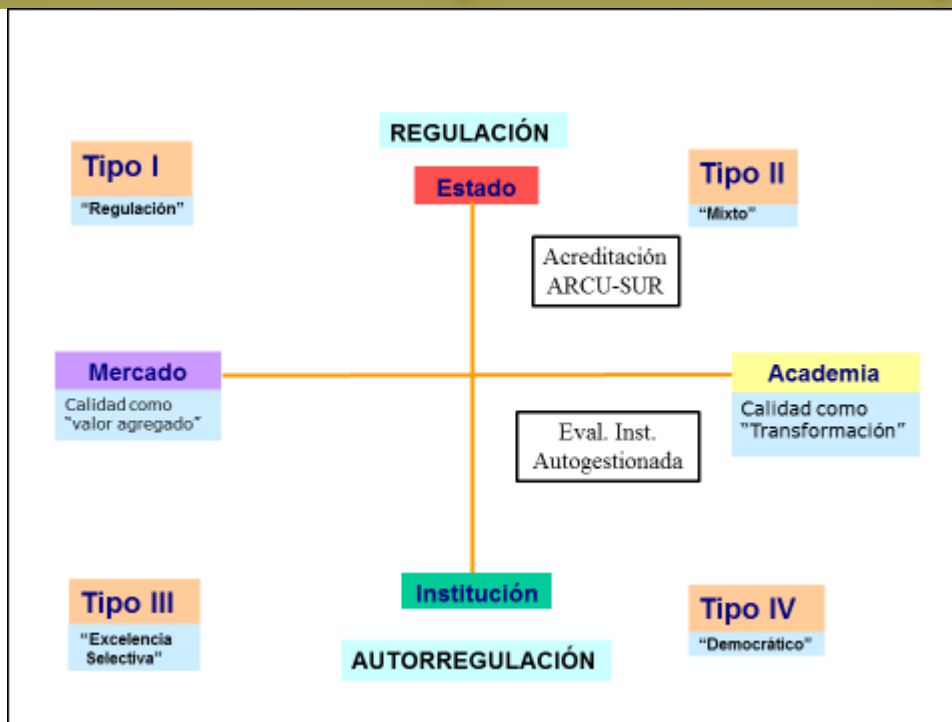 REGULACIÓN
Tipo I
"Regulación"
Estado
Tipo II
"Mixto"
Acreditación
ARCU-SUR
Mercado
Calidad como
"valor agregado"
Academia
Calidad como
"Transformación"
Eval. Inst.
Autogestionada
Institución
Tipo III
"Excelencia
Selectiva"
Tipo IV
"Democrático"
AUTORREGULACIÓN